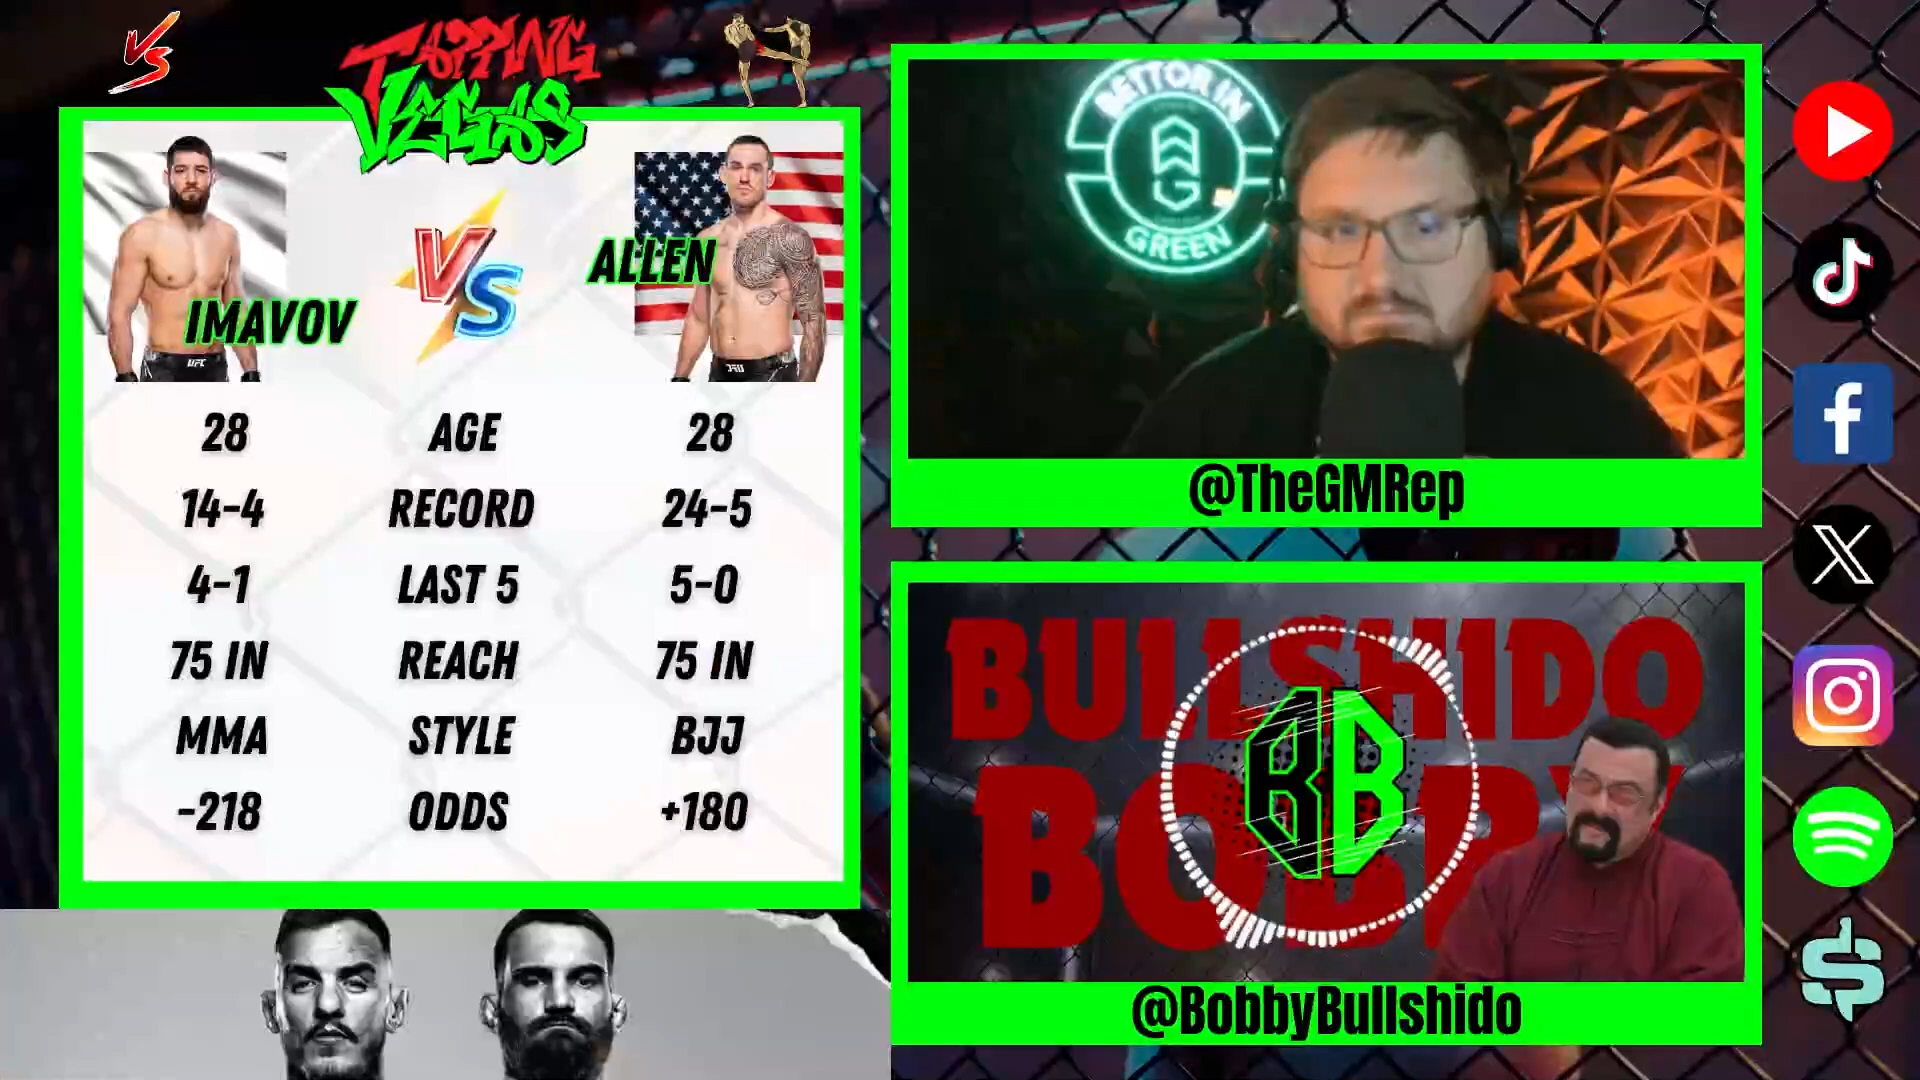 VS
TAPPING
VEGAS
VS
IMAVOV
ALLEN
UFC
28 AGE 28
14-4 RECORD 24-5
4-1 LAST 5 5-0
75 IN REACH 75 IN
MMA STYLE BJJ
-218 ODDS +180
BETTOR IN
G
GREEN
@TheGMRep
BULLSHIDO
BOBBY
BB
@BobbyBullshido